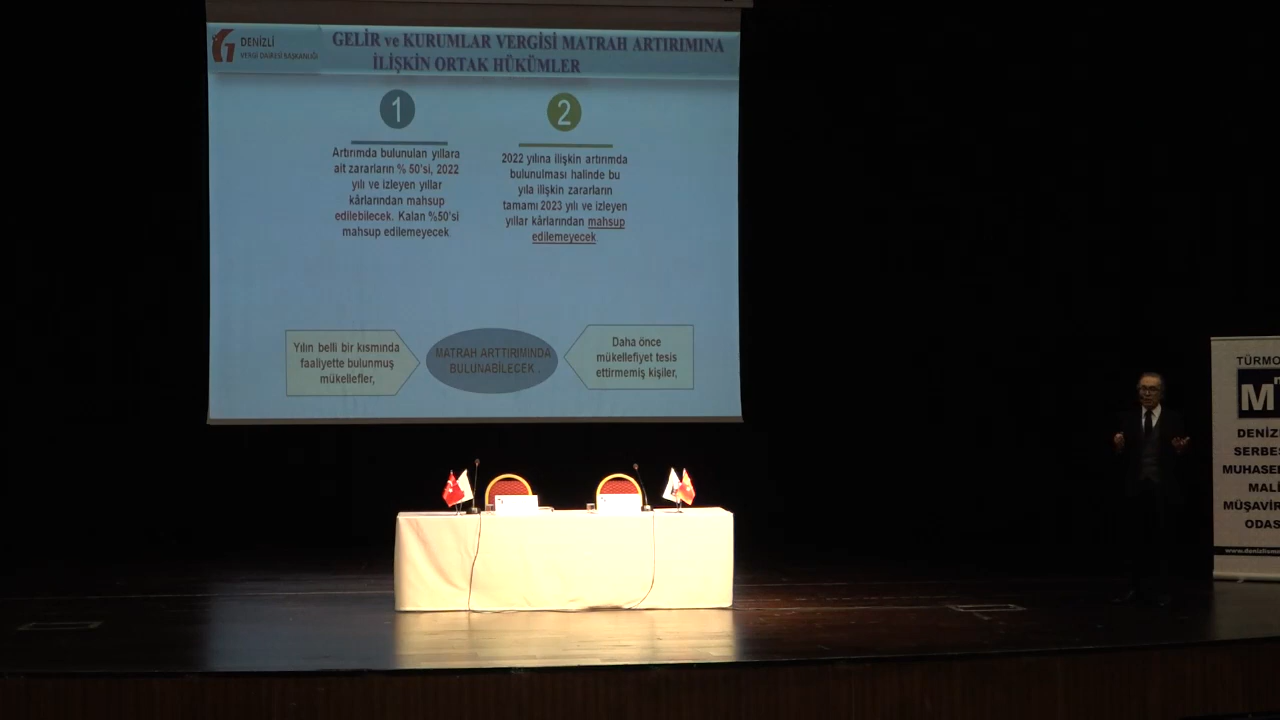 DENİZLİ
VERGİ DAİRESİ BAŞKANLIĞI
GELİR ve KURUMLAR VERGİSİ MATRAH ARTIRIMINA
İLİŞKİN ORTAK HÜKÜMLER
1
Artırımda bulunulan yıllara
ait zararların % 50'si, 2022
yılı ve izleyen yıllar
kârlarından mahsup
edilebilecek. Kalan %50'si
mahsup edilemeyecek
2
2022 yılına ilişkin artırımda
bulunulması halinde bu
yıla ilişkin zararların
tamamı 2023 yılı ve izleyen
yıllar kârlarından mahsup
edilemeyecek.
Yılın belli bir kısmında
faaliyette bulunmuş
mükellefler,
MATRAH ARTTIRIMINDA
BULUNABİLECEK .
Daha önce
mükellefiyet tesis
ettirmemiş kişiler,
TÜRMO
M
DENİZ
SERBES
MUHASE
MALİ
MÜŞAVİR
ODAS
www.denizlism